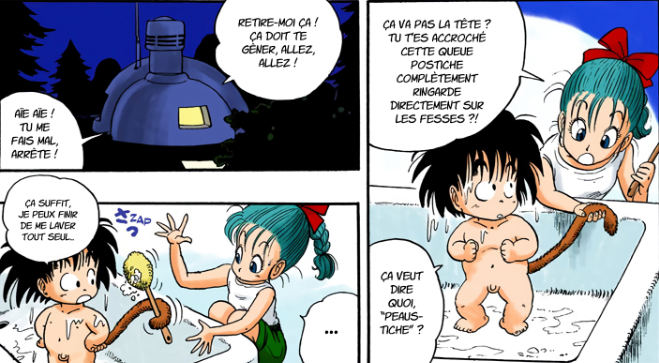 RETIRE-MOI ÇA !
ÇA DOIT TE
GÊNER, ALLEZ,
ALLEZ !
AÏE AÏE !
TU ME
FAIS MAL,
ARRÊTE !
ÇA SUFFIT,
JE PEUX FINIR
DE ME LAVER
TOUT SEUL...
ZAP
...
ÇA VA PAS LA TÊTE ?
TU T'ES ACCROCHÉ
CETTE QUEUE
POSTICHE
COMPLÈTEMENT
RINGARDE
DIRECTEMENT SUR
LES FESSES ?!
ÇA VEUT
DIRE
QUOI,
"PEAUS-
TICHE" ?